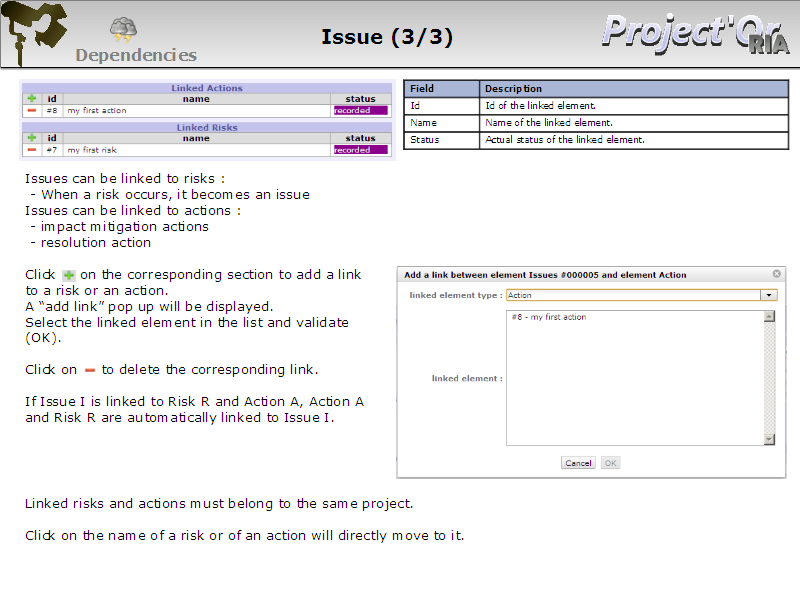 Dependencies
Issue (3/3)
Project'Or
RIA
Linked Actions
id name status
#8 my first action recorded
Linked Risks
id name status
#7 my first risk recorded
Field Description
Id Id of the linked element.
Name Name of the linked element.
Status Actual status of the linked element.
Issues can be linked to risks :
- When a risk occurs, it becomes an issue
Issues can be linked to actions :
- impact mitigation actions
- resolution action
Click on the corresponding section to add a link
to a risk or an action.
A “add link” pop up will be displayed.
Select the linked element in the list and validate
(OK).
Click on to delete the corresponding link.
If Issue I is linked to Risk R and Action A, Action A
and Risk R are automatically linked to Issue I.
Add a link between element Issues #000005 and element Action
linked element type : Action
#8 - my first action
linked element :
Cancel OK
Linked risks and actions must belong to the same project.
Click on the name of a risk or of an action will directly move to it.